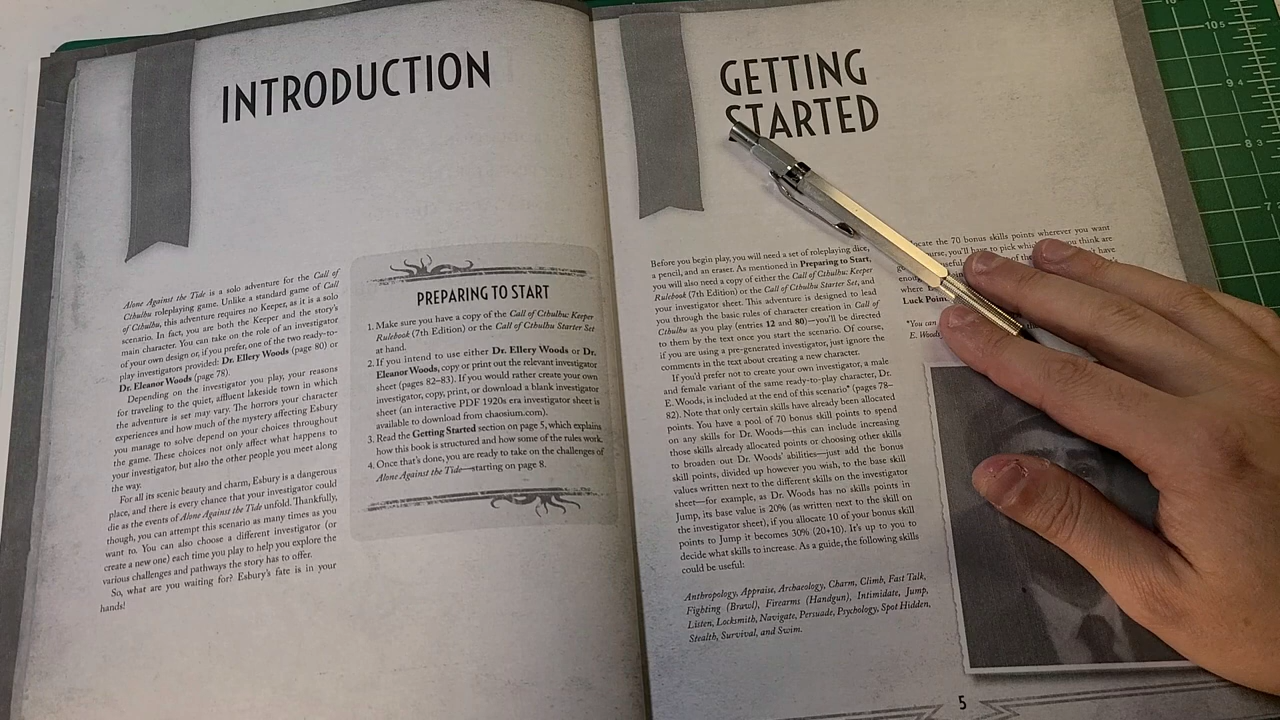 INTRODUCTION
Alone Against the Tide is a solo adventure for the Call of
Cthulhu roleplaying game. Unlike a standard game of Call
of Cthulhu, this adventure requires no Keeper, as it is a solo
scenario. In fact, you are both the Keeper and the story's
main character. You can take on the role of an investigator
of your own design or, if you prefer, one of the two ready-to-
play investigators provided: Dr. Ellery Woods (page 80) or
Dr. Eleanor Woods (page 78).
Depending on the investigator you play, your reasons
for traveling to the quiet, affluent lakeside town in which
the adventure is set may vary. The horrors your character
experiences and how much of the mystery affecting Esbury
you manage to solve depend on your choices throughout
the game. These choices not only affect what happens to
your investigator, but also the other people you meet along
the way.
For all its scenic beauty and charm, Esbury is a dangerous
place, and there is every chance that your investigator could
die as the events of Alone Against the Tide unfold. Thankfully,
though, you can attempt this scenario as many times as you
want to. You can also choose a different investigator (or
create a new one) each time you play to help you explore the
various challenges and pathways the story has to offer.
So, what are you waiting for? Esbury's fate is in your
hands!
PREPARING TO START
1. Make sure you have a copy of the Call of Cthulhu: Keeper
Rulebook (7th Edition) or the Call of Cthulhu Starter Set
at hand.
2. If you intend to use either Dr. Ellery Woods or Dr.
Eleanor Woods, copy or print out the relevant investigator
sheet (pages 82–83). If you would rather create your own
investigator, copy, print, or download a blank investigator
sheet (an interactive PDF 1920s era investigator sheet is
available to download from chaosium.com).
3. Read the Getting Started section on page 5, which explains
how this book is structured and how some of the rules work.
4. Once that's done, you are ready to take on the challenges of
Alone Against the Tide—starting on page 8.
GETTING
STARTED
Before you begin play, you will need a set of roleplaying dice,
a pencil, and an eraser. As mentioned in Preparing to Start,
you will also need a copy of either the Call of Cthulhu: Keeper
Rulebook (7th Edition) or the Call of Cthulhu Starter Set, and
your investigator sheet. This adventure is designed to lead
you through the basic rules of character creation in Call of
Cthulhu as you play (entries 12 and 80)—you'll be directed
to them by the text once you start the scenario. Of course,
if you are using a pre-generated investigator, just ignore the
comments in the text about creating a new character.
If you'd prefer not to create your own investigator, a male
and female variant of the same ready-to-play character, Dr.
E. Woods, is included at the end of this scenario* (pages 78–
82). Note that only certain skills have already been allocated
points. You have a pool of 70 bonus skill points to spend
on any skills for Dr. Woods—this can include increasing
those skills already allocated points or choosing other skills
to broaden out Dr. Woods' abilities—just add the bonus
skill points, divided up however you wish, to the base skill
values written next to the different skills on the investigator
sheet—for example, as Dr. Woods has no skills points in
Jump, its base value is 20% (as written next to the skill on
the investigator sheet), if you allocate 10 of your bonus skill
points to Jump it becomes 30% (20+10). It's up to you to
decide what skills to increase. As a guide, the following skills
could be useful:
Anthropology, Appraise, Archaeology, Charm, Climb, Fast Talk,
Fighting (Brawl), Firearms (Handgun), Intimidate, Jump,
Listen, Locksmith, Navigate, Persuade, Psychology, Spot Hidden,
Stealth, Survival, and Swim.
the 70 bonus skills points wherever you want
you'll have to pick which you think are
of the have
where
Luck
*You can
E.
5